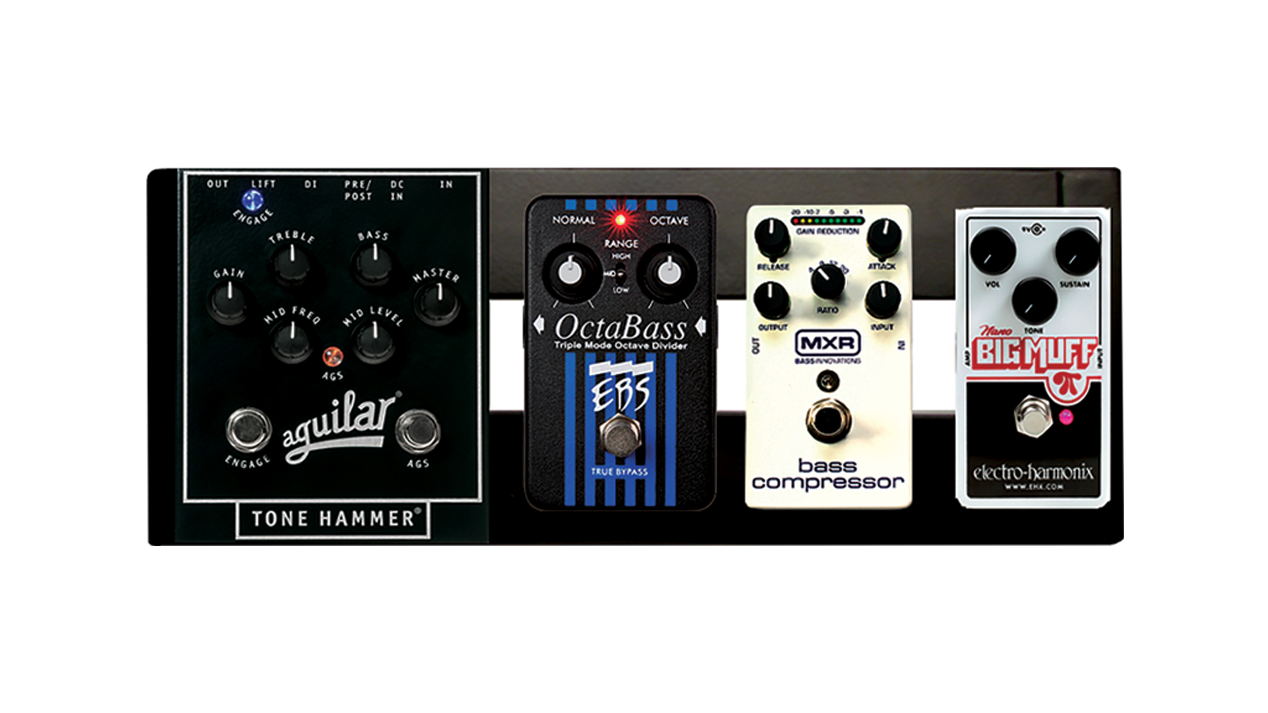 OUT LIFT DI PRE/ POST DC IN IN
ENGAGE
TREBLE BASS
GAIN MASTER
MID FREQ MID LEVEL
AGS
aguilar®
ENGAGE AGS
TONE HAMMER®
NORMAL OCTAVE
RANGE
HIGH
MID
LOW
OctaBass
Triple Mode Octave Divider
EBS
TRUE BYPASS
GAIN REDUCTION
RELEASE ATTACK
RATIO
OUTPUT INPUT
OUT IN
MXR
BASS INNOVATIONS
bass
compressor
9V
VOL SUSTAIN
TONE
Nano
BIG MUFF
π
AMP INPUT
electro-harmonix
WWW.EHX.COM